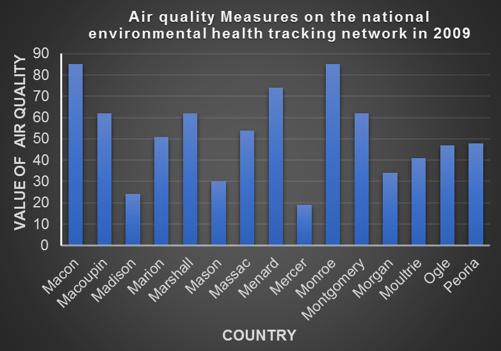 Air quality Measures on the national
environmental health tracking network in 2009
VALUE OF AIR QUALITY
90
80
70
60
50
40
30
20
10
0
Macon
Macoupin
Madison
Marion
Marshall
Mason
Massac
Menard
Mercer
Monroe
Montgomery
Morgan
Moultrie
Ogle
Peoria
COUNTRY